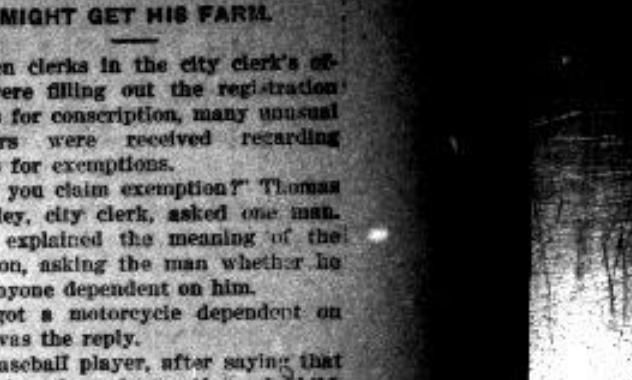 MIGHT GET HIS FARM.
en clerks in the city clerk's of-
ere filling out the registration
s for conscription, many unusual
rs were received regarding
s for exemptions.
you claim exemption?" Thomas
ley, city clerk, asked one man.
explained the meaning of the
on, asking the man whether he
nyone dependent on him.
got a motorcycle dependent on
was the reply.
aseball player, after saying that